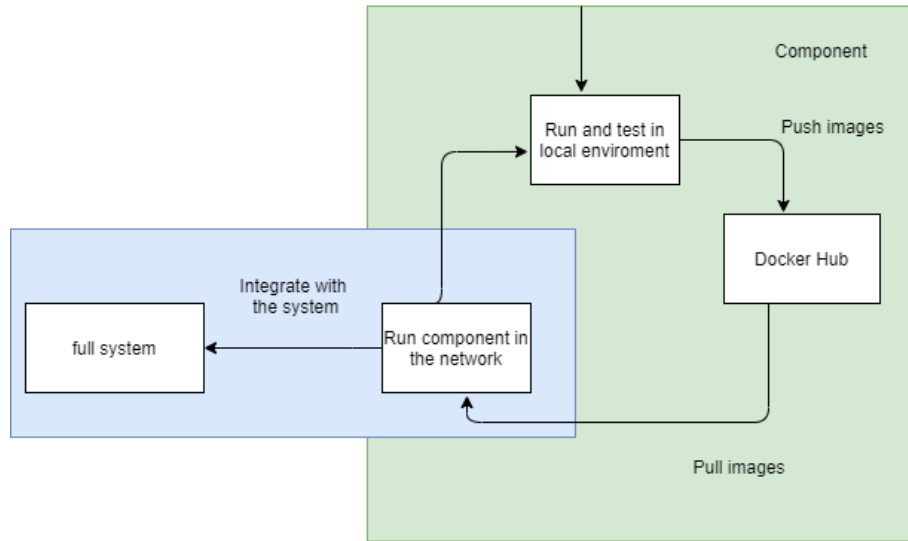 Component
Run and test in
local enviroment
Push images
Docker Hub
Integrate with
the system
full system
Run component in
the network
Pull images